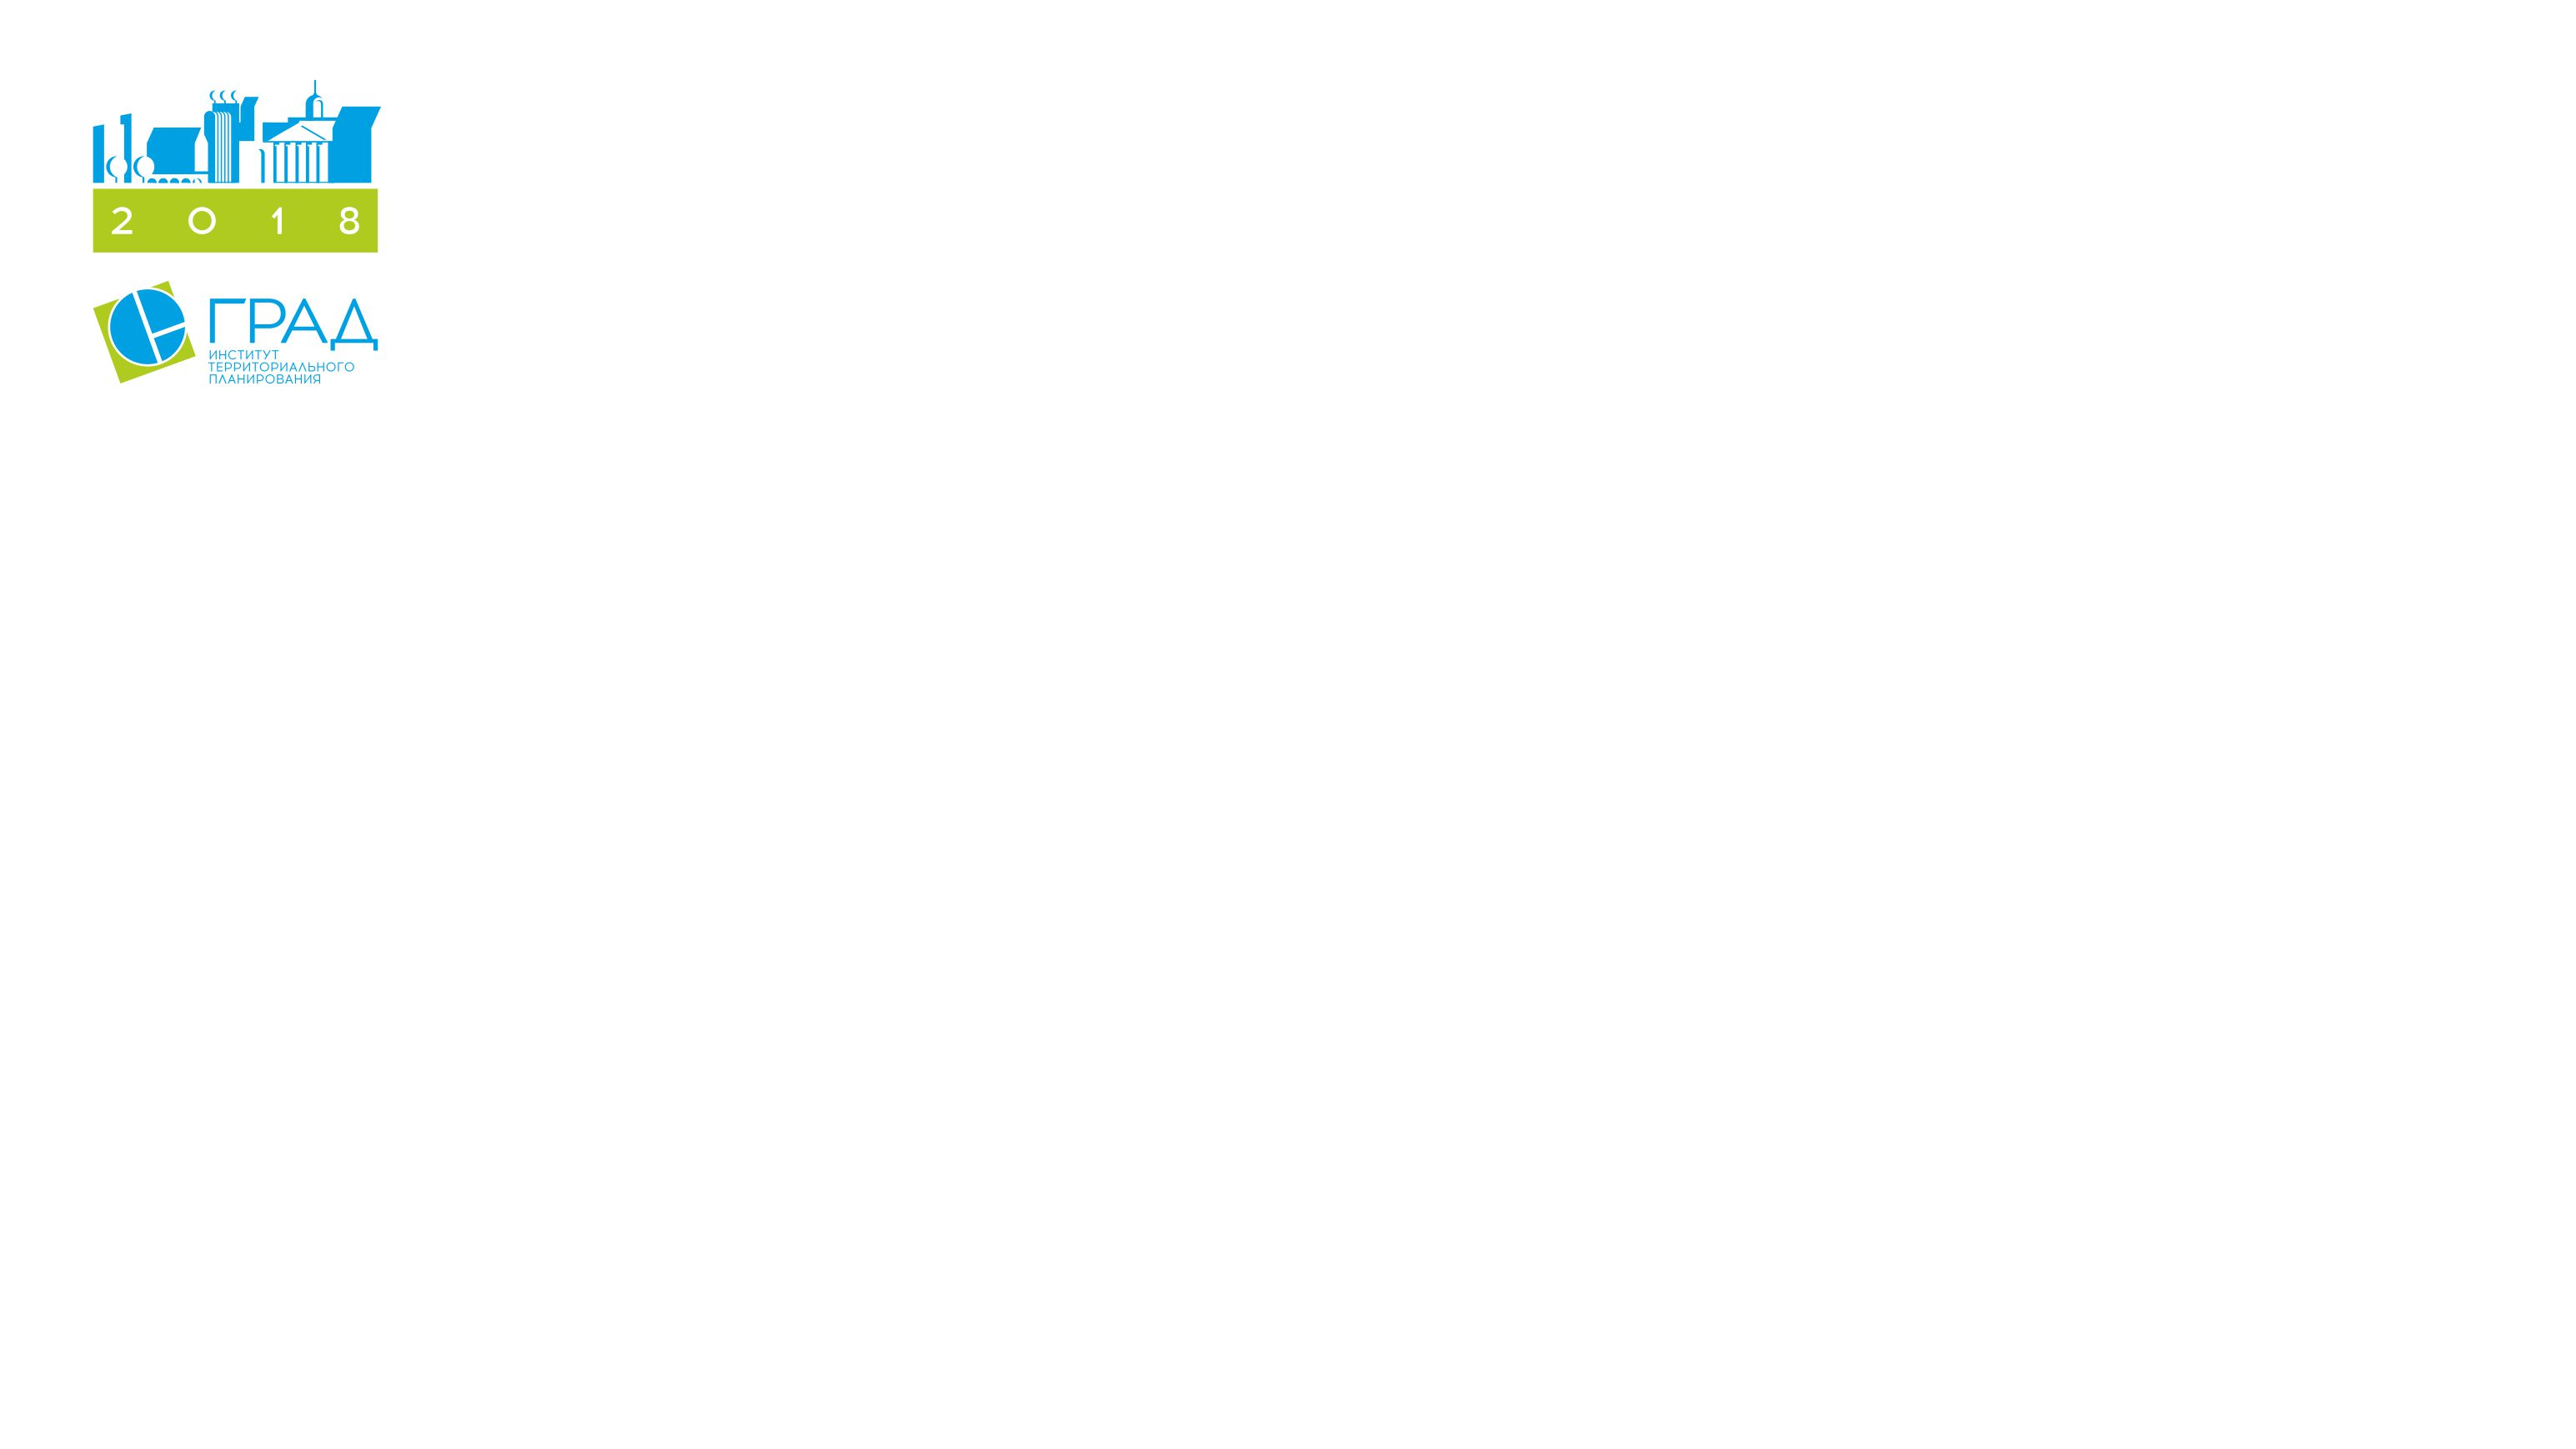 2018
ГРАД
ИНСТИТУТ
ТЕРРИТОРИАЛЬНОГО
ПЛАНИРОВАНИЯ